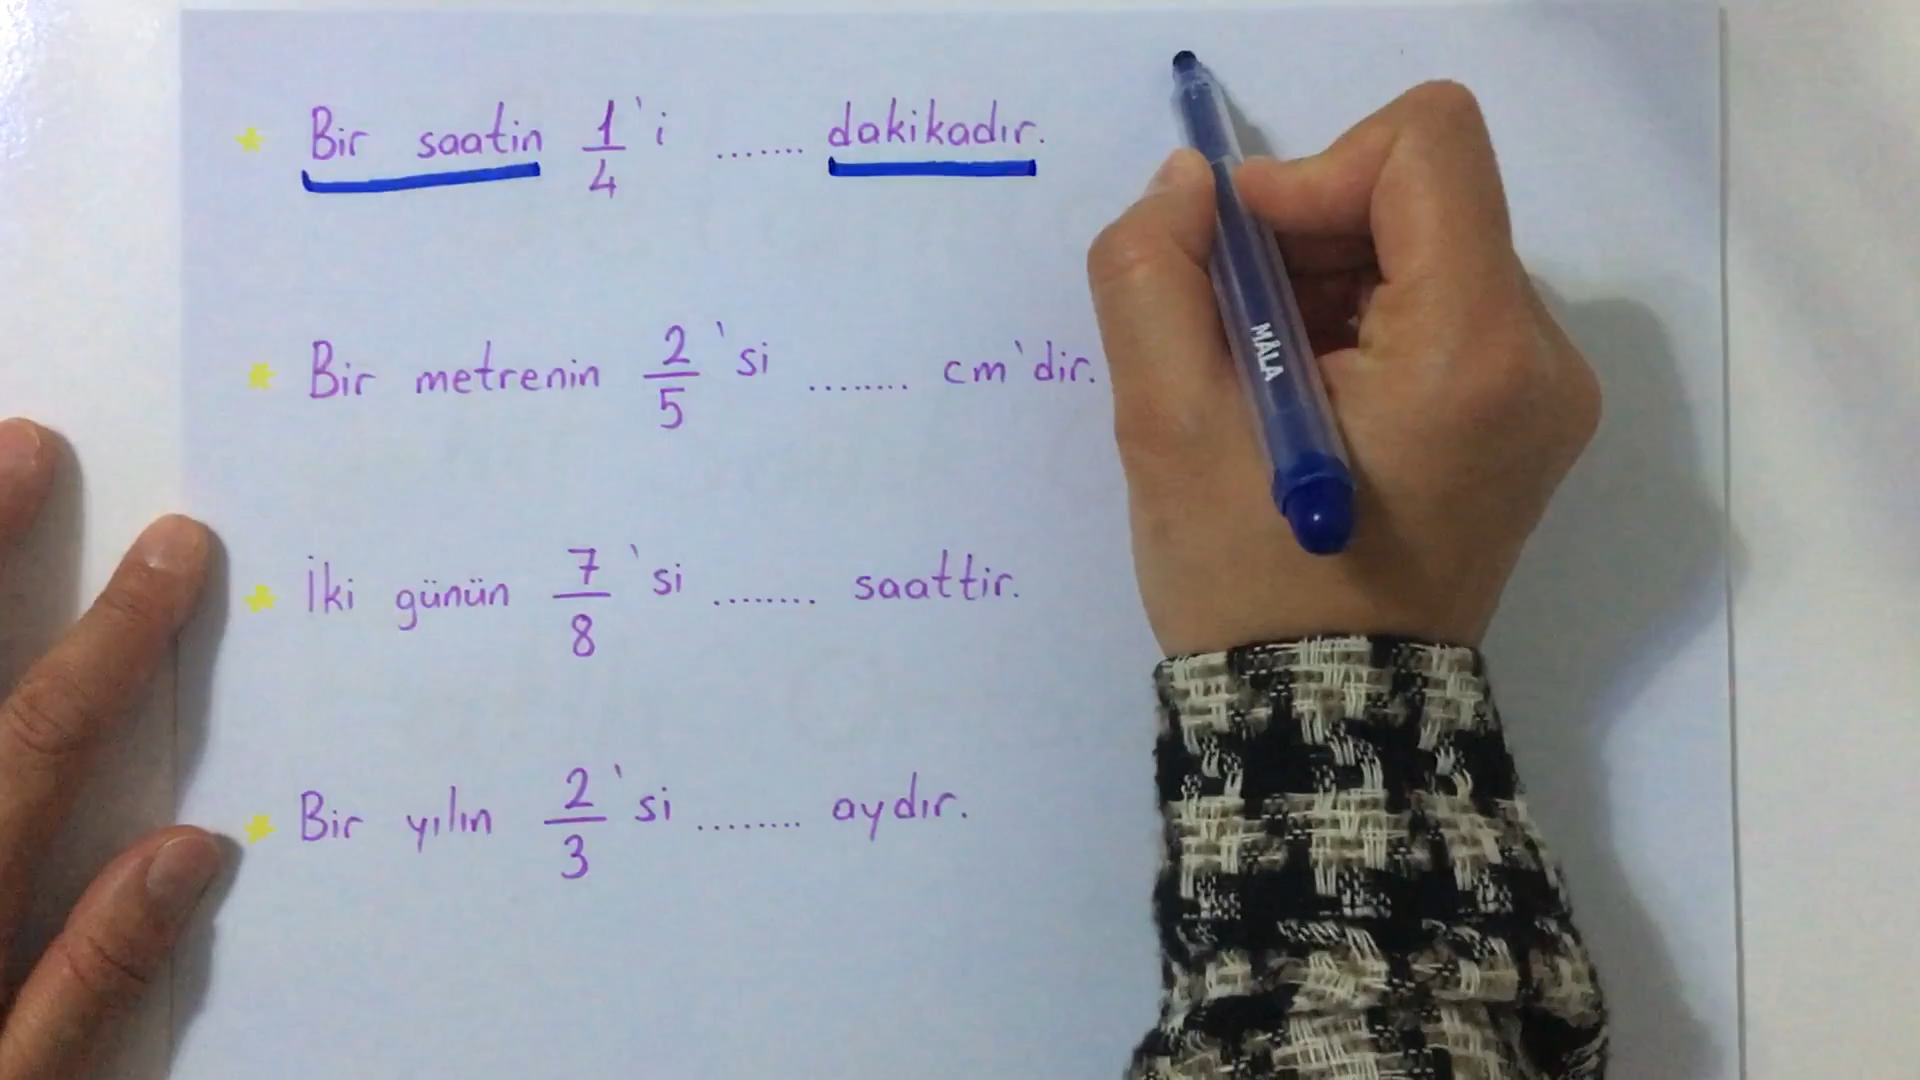 * Bir saatin 1/4'i ....... dakikadır.
* Bir metrenin 2/5'si ........ cm'dir.
* İki günün 7/8'si ........ saattir.
* Bir yılın 2/3'si ........ aydır.
MÅLA